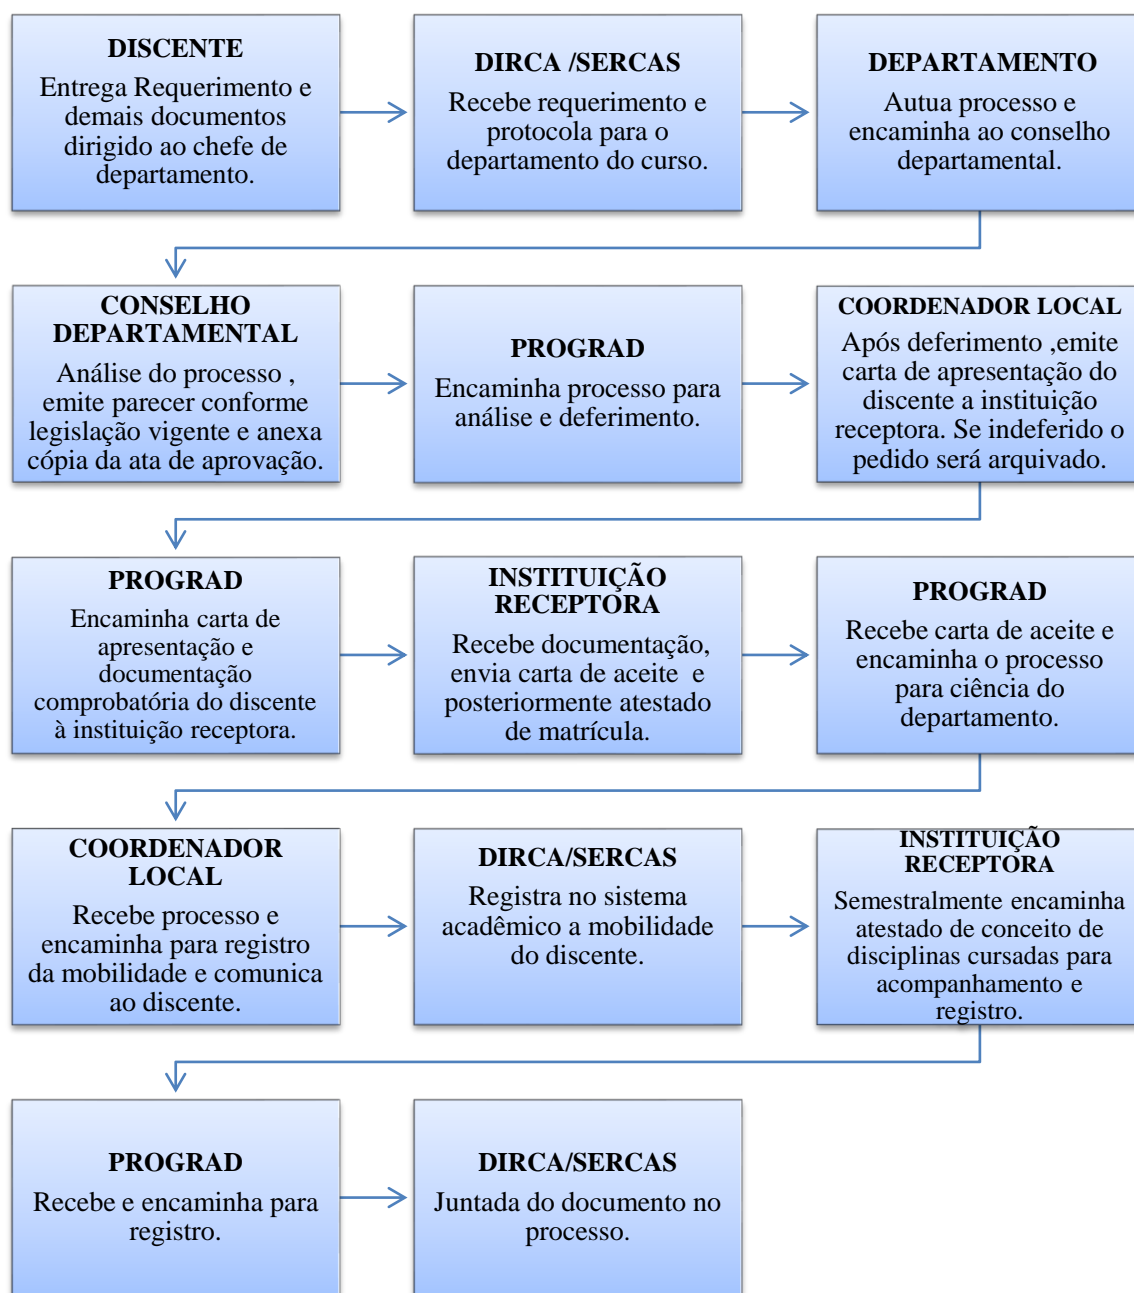 DISCENTE
Entrega Requerimento e
demais documentos
dirigido ao chefe de
departamento.
DIRCA /SERCAS
Recebe requerimento e
protocola para o
departamento do curso.
DEPARTAMENTO
Autua processo e
encaminha ao conselho
departamental.
CONSELHO
DEPARTAMENTAL
Análise do processo ,
emite parecer conforme
legislação vigente e anexa
cópia da ata de aprovação.
PROGRAD
Encaminha processo para
análise e deferimento.
COORDENADOR LOCAL
Após deferimento ,emite
carta de apresentação do
discente a instituição
receptora. Se indeferido o
pedido será arquivado.
PROGRAD
Encaminha carta de
apresentação e
documentação
comprobatória do discente
à instituição receptora.
INSTITUIÇÃO
RECEPTORA
Recebe documentação,
envia carta de aceite e
posteriormente atestado
de matrícula.
PROGRAD
Recebe carta de aceite e
encaminha o processo
para ciência do
departamento.
COORDENADOR
LOCAL
Recebe processo e
encaminha para registro
da mobilidade e comunica
ao discente.
DIRCA/SERCAS
Registra no sistema
acadêmico a mobilidade
do discente.
INSTITUIÇÃO
RECEPTORA
Semestralmente encaminha
atestado de conceito de
disciplinas cursadas para
acompanhamento e
registro.
PROGRAD
Recebe e encaminha para
registro.
DIRCA/SERCAS
Juntada do documento no
processo.